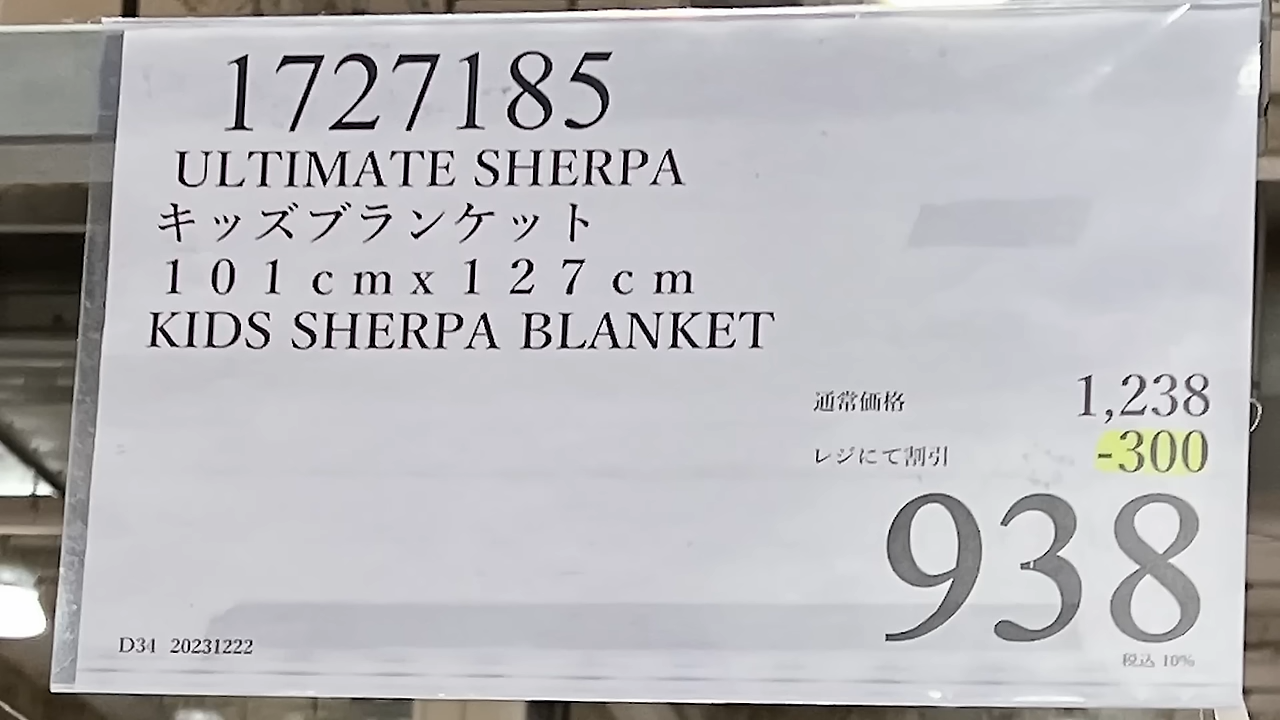 1727185
ULTIMATE SHERPA
キッズブランケット
101cmx127cm
KIDS SHERPA BLANKET
通常価格 1,238
レジにて割引 -300
938
税込 10%
D34 20231222